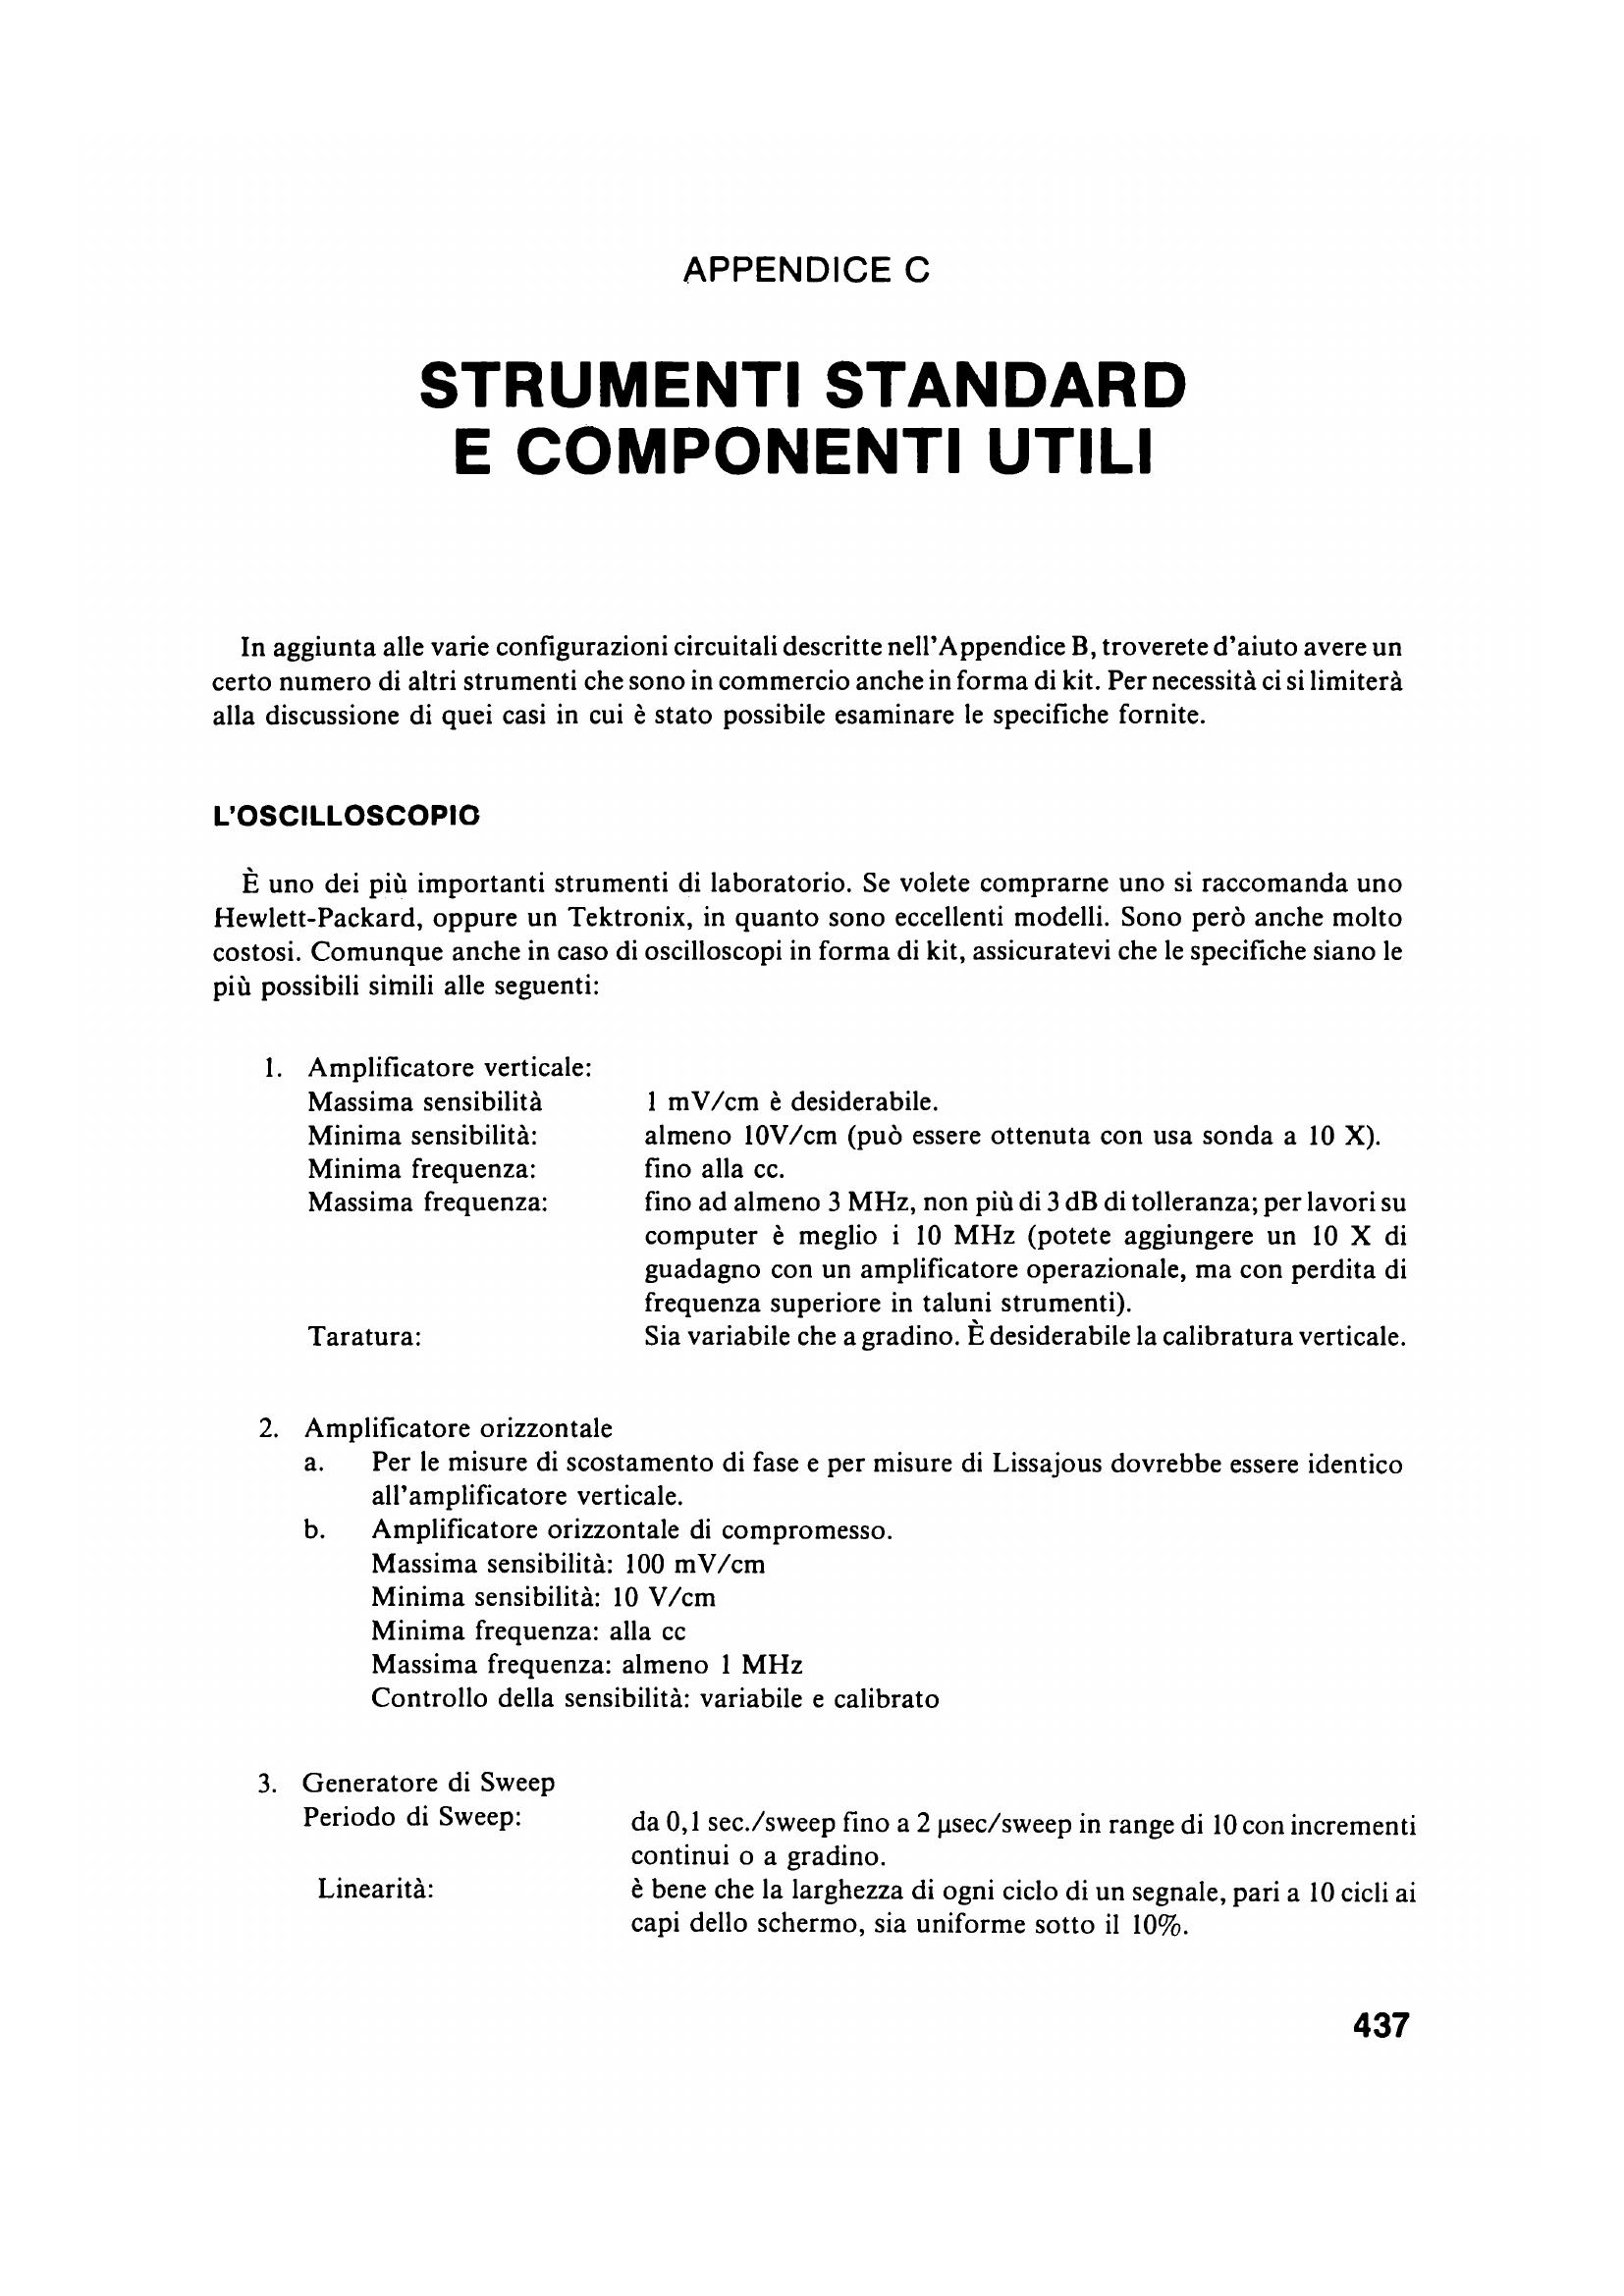 APPENDICE C
STRUMENTI STANDARD
E COMPONENTI UTILI
In aggiunta alle varie configurazioni circuitali descritte nell'Appendice B, troverete d'aiuto avere un
certo numero di altri strumenti che sono in commercio anche in forma di kit. Per necessità ci si limiterà
alla discussione di quei casi in cui è stato possibile esaminare le specifiche fornite.
L'OSCILLOSCOPIO
È uno dei più importanti strumenti di laboratorio. Se volete comprarne uno si raccomanda uno
Hewlett-Packard, oppure un Tektronix, in quanto sono eccellenti modelli. Sono però anche molto
costosi. Comunque anche in caso di oscilloscopi in forma di kit, assicuratevi che le specifiche siano le
più possibili simili alle seguenti:
1. Amplificatore verticale:
Massima sensibilità 1 mV/cm è desiderabile.
Minima sensibilità: almeno 10V/cm (può essere ottenuta con usa sonda a 10 X).
Minima frequenza: fino alla cc.
Massima frequenza: fino ad almeno 3 MHz, non più di 3 dB di tolleranza; per lavori su
computer è meglio i 10 MHz (potete aggiungere un 10 X di
guadagno con un amplificatore operazionale, ma con perdita di
frequenza superiore in taluni strumenti).
Taratura: Sia variabile che a gradino. È desiderabile la calibratura verticale.
2. Amplificatore orizzontale
a. Per le misure di scostamento di fase e per misure di Lissajous dovrebbe essere identico
all'amplificatore verticale.
b. Amplificatore orizzontale di compromesso.
Massima sensibilità: 100 mV/cm
Minima sensibilità: 10 V/cm
Minima frequenza: alla cc
Massima frequenza: almeno 1 MHz
Controllo della sensibilità: variabile e calibrato
3. Generatore di Sweep
Periodo di Sweep: da 0,1 sec./sweep fino a 2 µsec/sweep in range di 10 con incrementi
continui o a gradino.
Linearità: è bene che la larghezza di ogni ciclo di un segnale, pari a 10 cicli ai
capi dello schermo, sia uniforme sotto il 10%.
437